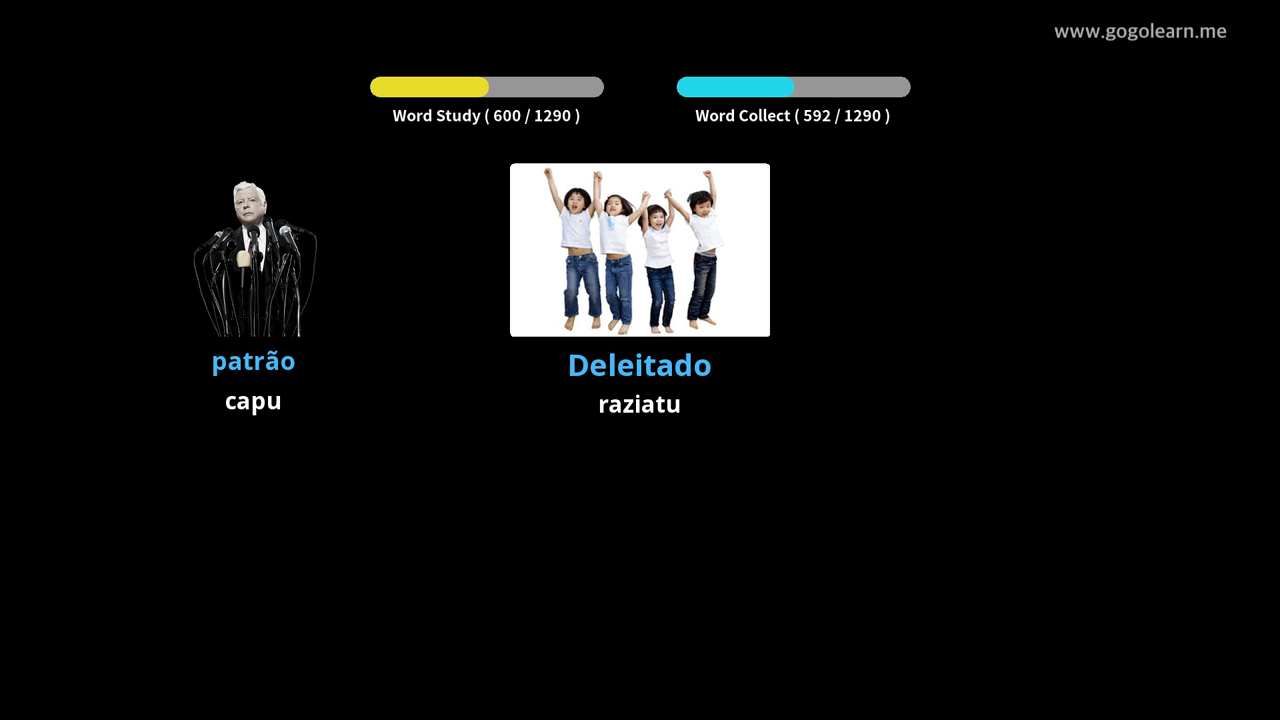 www.gogolearn.me
Word Study ( 600 / 1290 )
Word Collect ( 592 / 1290 )
patrão
capu
Deleitado
raziatu